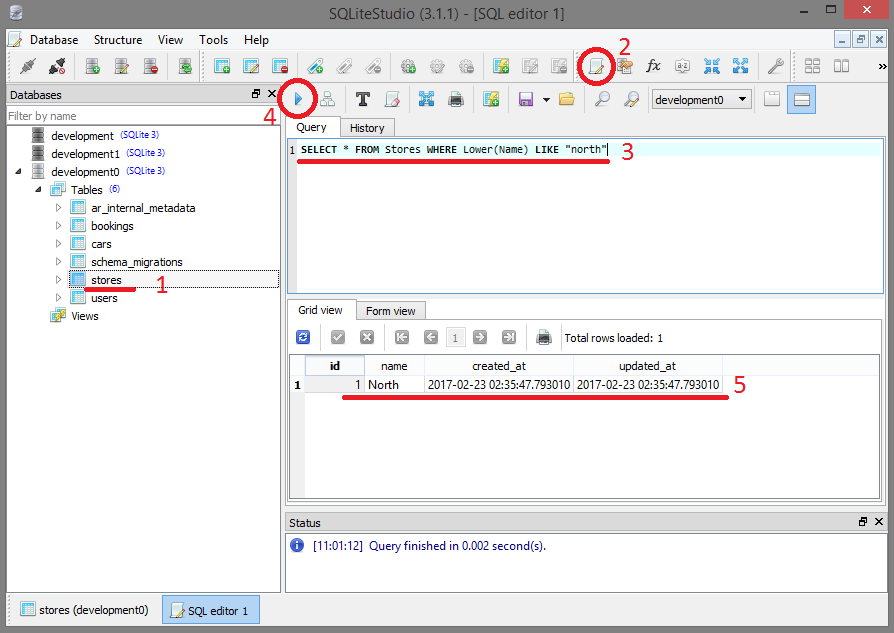 SQLiteStudio (3.1.1) - [SQL editor 1]
Database Structure View Tools Help
2
fx
a-z
»
Databases
4
T
development0
Filter by name
Query History
development (SQLite 3)
1 SELECT * FROM Stores WHERE Lower(Name) LIKE "north" 3
development1 (SQLite 3)
development0 (SQLite 3)
Tables (6)
ar_internal_metadata
bookings
cars
schema_migrations
stores 1
users
Views
Grid view Form view
1
Total rows loaded: 1
id name created_at updated_at
1 1 North 2017-02-23 02:35:47.793010 2017-02-23 02:35:47.793010 5
Status
[11:01:12] Query finished in 0.002 second(s).
stores (development0) SQL editor 1